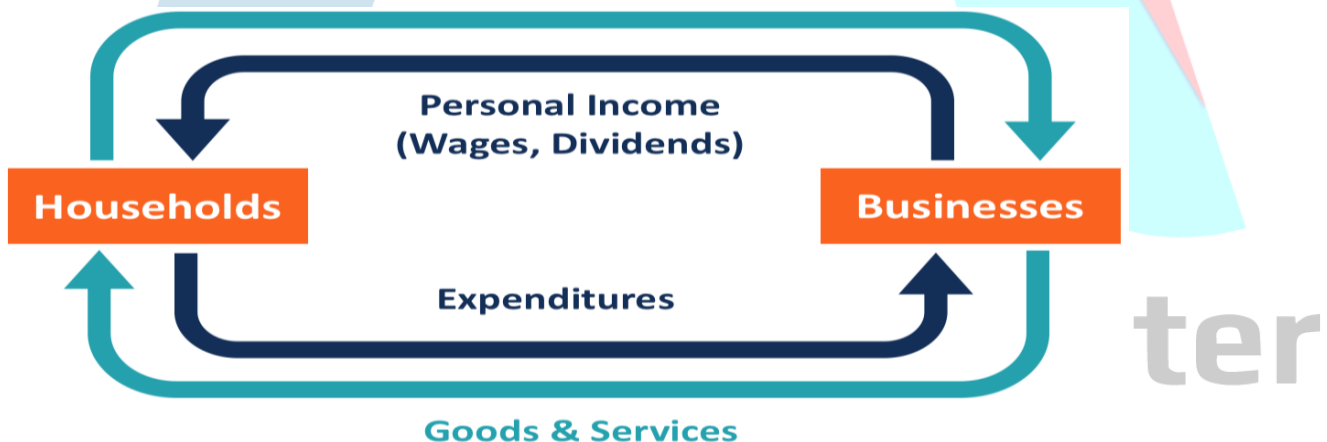 Personal Income
(Wages, Dividends)
Households
Businesses
Expenditures
ter
Goods & Services